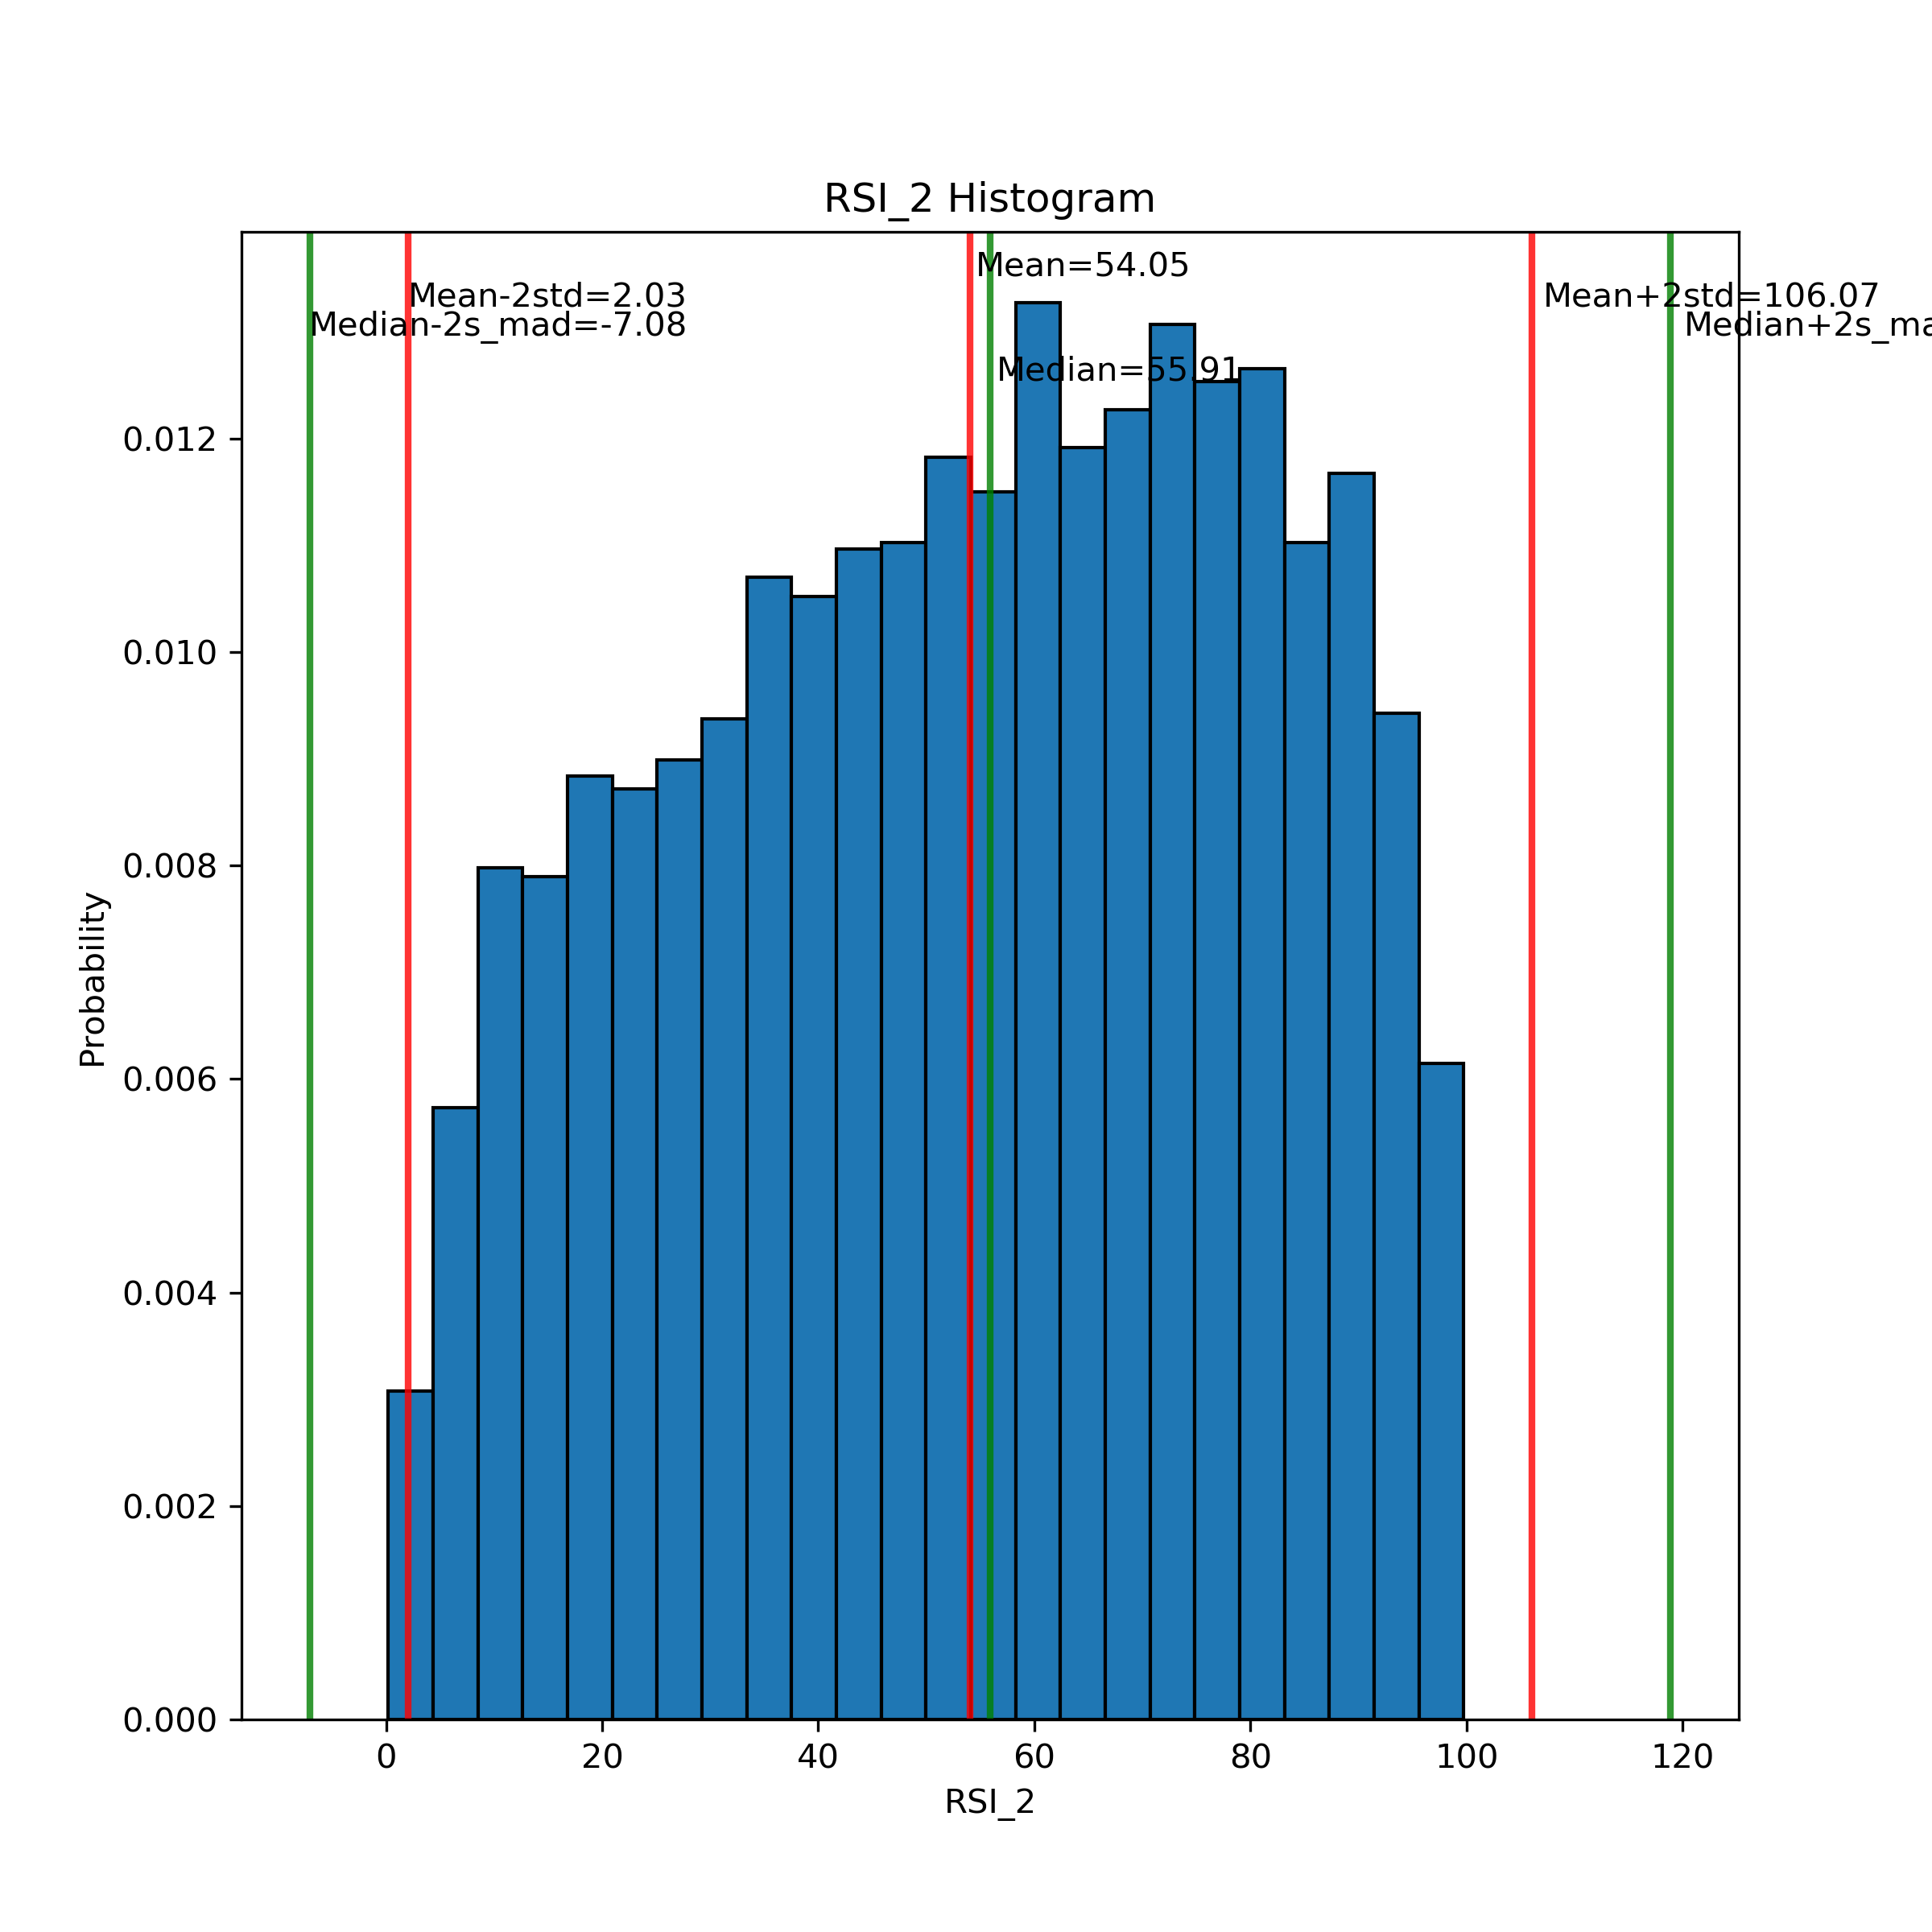 RSI_2 Histogram
Mean=54.05
Mean-2std=2.03
Mean+2std=106.07
Median-2s_mad=-7.08
Median=55.91
0.012
0.010
0.008
0.006
0.004
0.002
0.000
Probability
0 20 40 60 80 100 120
RSI_2